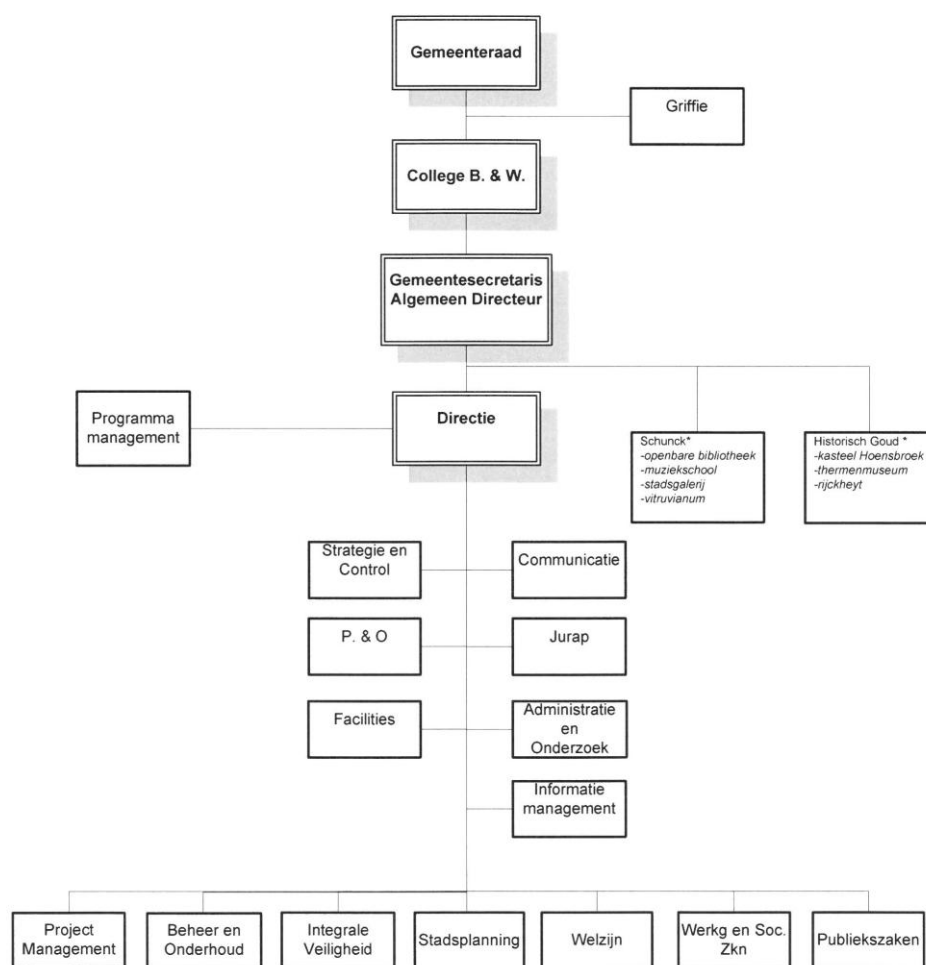 Gemeenteraad
Griffie
College B. & W.
Gemeentesecretaris
Algemeen Directeur
Programma
management
Directie
Schunck*
-openbare bibliotheek
-muziekschool
-stadsgalerij
-vitruvianum
Historisch Goud *
-kasteel Hoensbroek
-thermenmuseum
-rijckheyt
Strategie en
Control
Communicatie
P. & O
Jurap
Facilities
Administratie
en
Onderzoek
Informatie
management
Project
Management
Beheer en
Onderhoud
Integrale
Veiligheid
Stadsplanning
Welzijn
Werkg en Soc.
Zkn
Publiekszaken